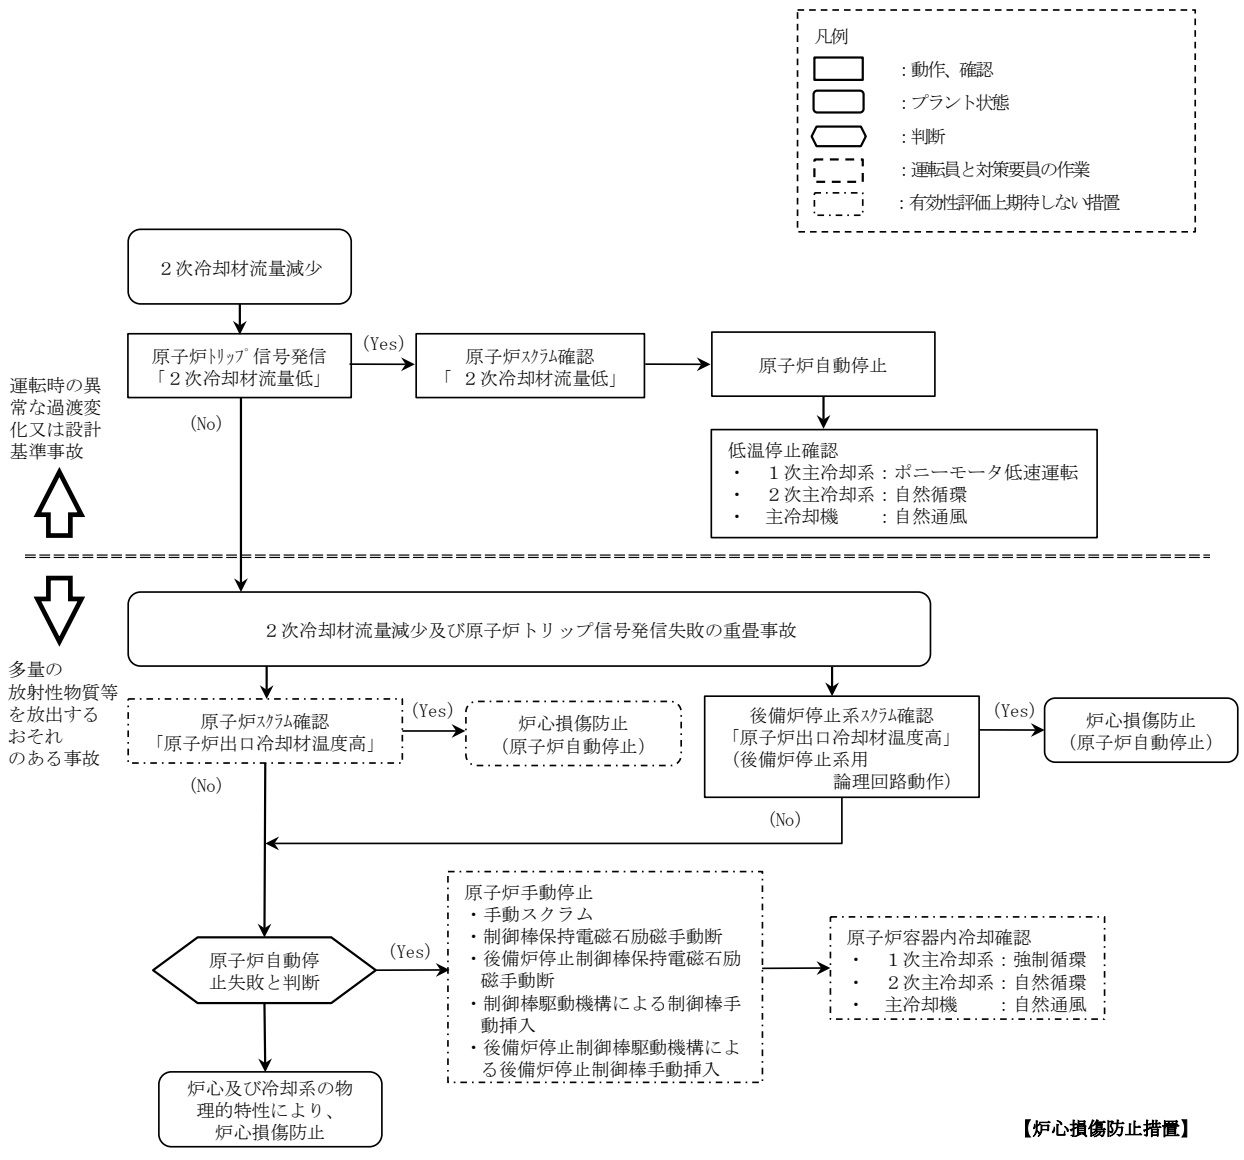 凡例
：動作、確認
：プラント状態
：判断
：運転員と対策要員の作業
：有効性評価上期待しない措置
２次冷却材流量減少
原子炉ﾄﾘｯﾌﾟ信号発信
「２次冷却材流量低」
(Yes)
原子炉ｽｸﾗﾑ確認
「２次冷却材流量低」
原子炉自動停止
(No)
低温停止確認
・　１次主冷却系：ポニーモータ低速運転
・　２次主冷却系：自然循環
・　主冷却機　　：自然通風
運転時の異
常な過渡変
化又は設計
基準事故
２次冷却材流量減少及び原子炉トリップ信号発信失敗の重畳事故
多量の
放射性物質等
を放出する
おそれ
のある事故
原子炉ｽｸﾗﾑ確認
「原子炉出口冷却材温度高」
(Yes)
炉心損傷防止
（原子炉自動停止）
後備炉停止系ｽｸﾗﾑ確認
「原子炉出口冷却材温度高」
（後備炉停止系用
論理回路動作）
(Yes)
炉心損傷防止
（原子炉自動停止）
(No)
(No)
原子炉自動停
止失敗と判断
(Yes)
原子炉手動停止
・手動スクラム
・制御棒保持電磁石励磁手動断
・後備炉停止制御棒保持電磁石励
磁手動断
・制御棒駆動機構による制御棒手
動挿入
・後備炉停止制御棒駆動機構によ
る後備炉停止制御棒手動挿入
原子炉容器内冷却確認
・　１次主冷却系：強制循環
・　２次主冷却系：自然循環
・　主冷却機　　：自然通風
炉心及び冷却系の物
理的特性により、
炉心損傷防止
【炉心損傷防止措置】